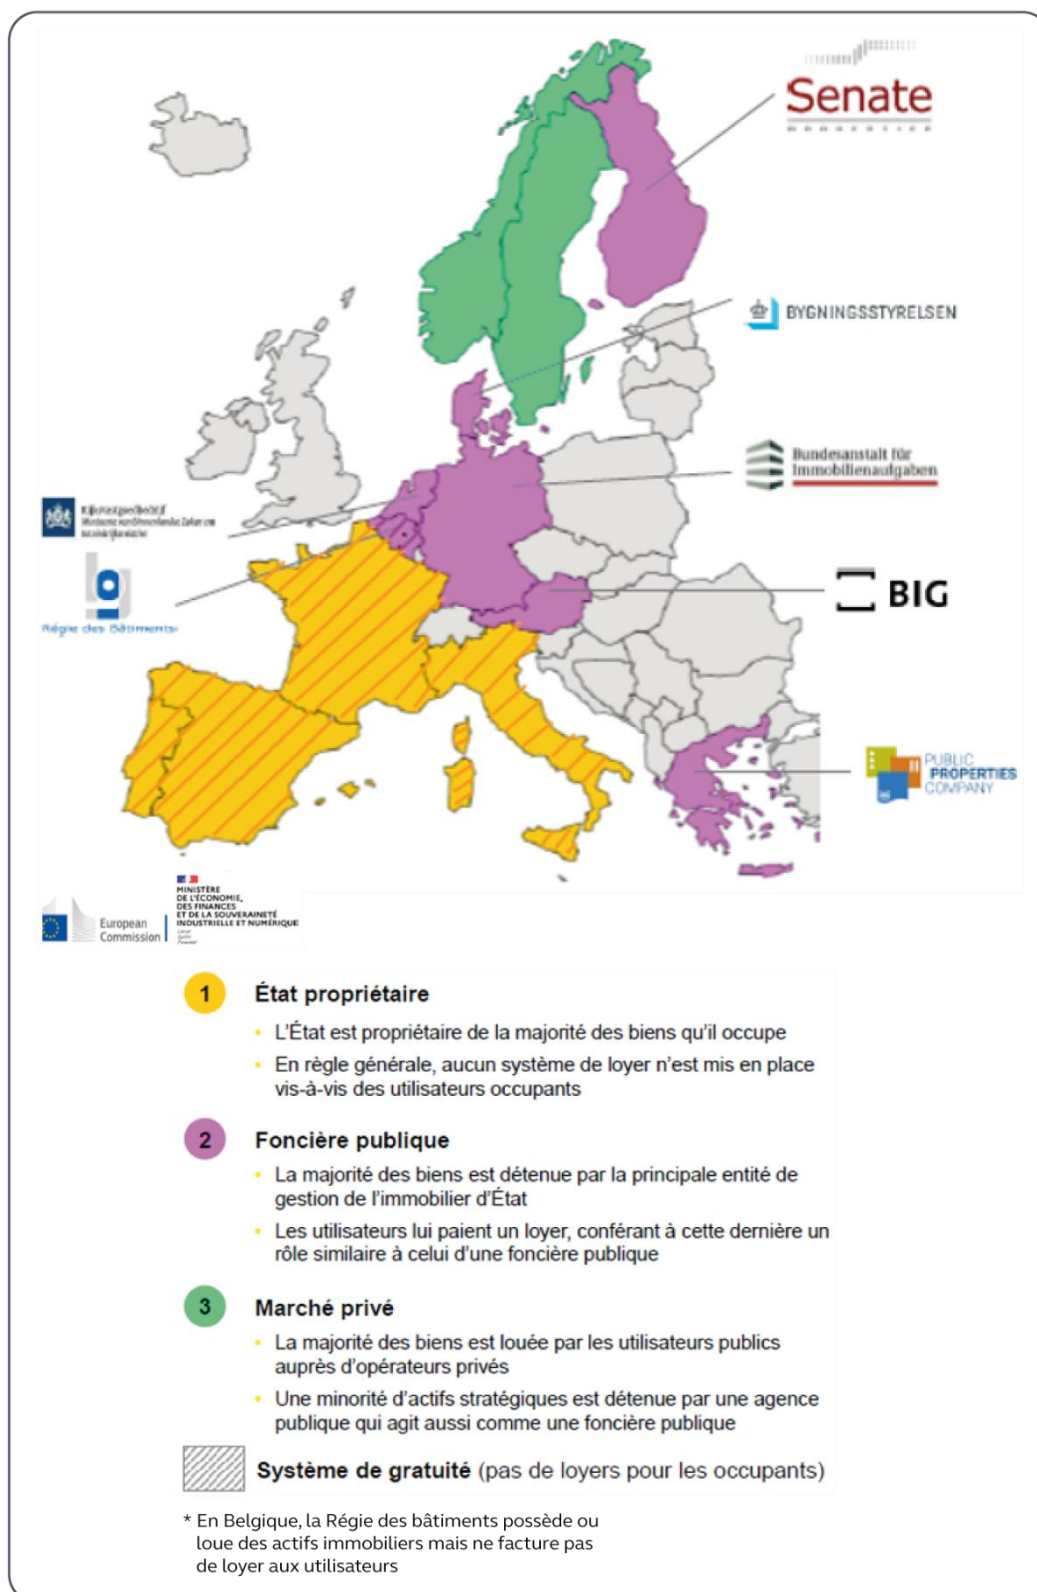 Senate
BYGNINGSSTYRELSEN
Bundesanstalt für
Immobilienaufgaben
Rijksvastgoedbedrijf
Régie des Bâtiments
BIG
PUBLIC
PROPERTIES
COMPANY
European
Commission
MINISTÈRE
DE L'ÉCONOMIE,
DES FINANCES
ET DE LA SOUVERAINETÉ
INDUSTRIELLE ET NUMÉRIQUE
1 État propriétaire
• L'État est propriétaire de la majorité des biens qu'il occupe
• En règle générale, aucun système de loyer n'est mis en place
vis-à-vis des utilisateurs occupants
2 Foncière publique
• La majorité des biens est détenue par la principale entité de
gestion de l'immobilier d'État
• Les utilisateurs lui paient un loyer, conférant à cette dernière un
rôle similaire à celui d'une foncière publique
3 Marché privé
• La majorité des biens est louée par les utilisateurs publics
auprès d'opérateurs privés
• Une minorité d'actifs stratégiques est détenue par une agence
publique qui agit aussi comme une foncière publique
Système de gratuité (pas de loyers pour les occupants)
* En Belgique, la Régie des bâtiments possède ou
loue des actifs immobiliers mais ne facture pas
de loyer aux utilisateurs